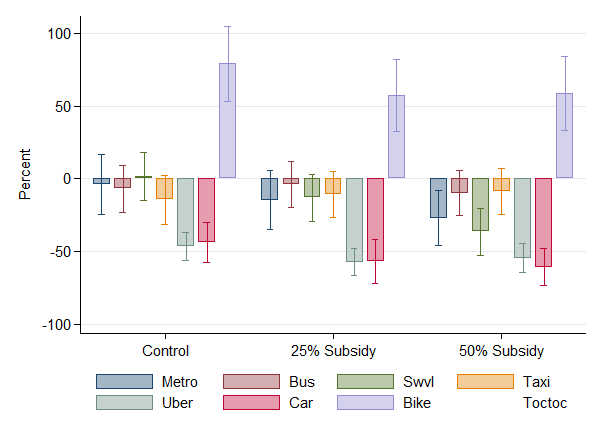 100
50
0
-50
-100
Percent
Control 25% Subsidy 50% Subsidy
Metro Bus Swvl Taxi
Uber Car Bike Toctoc